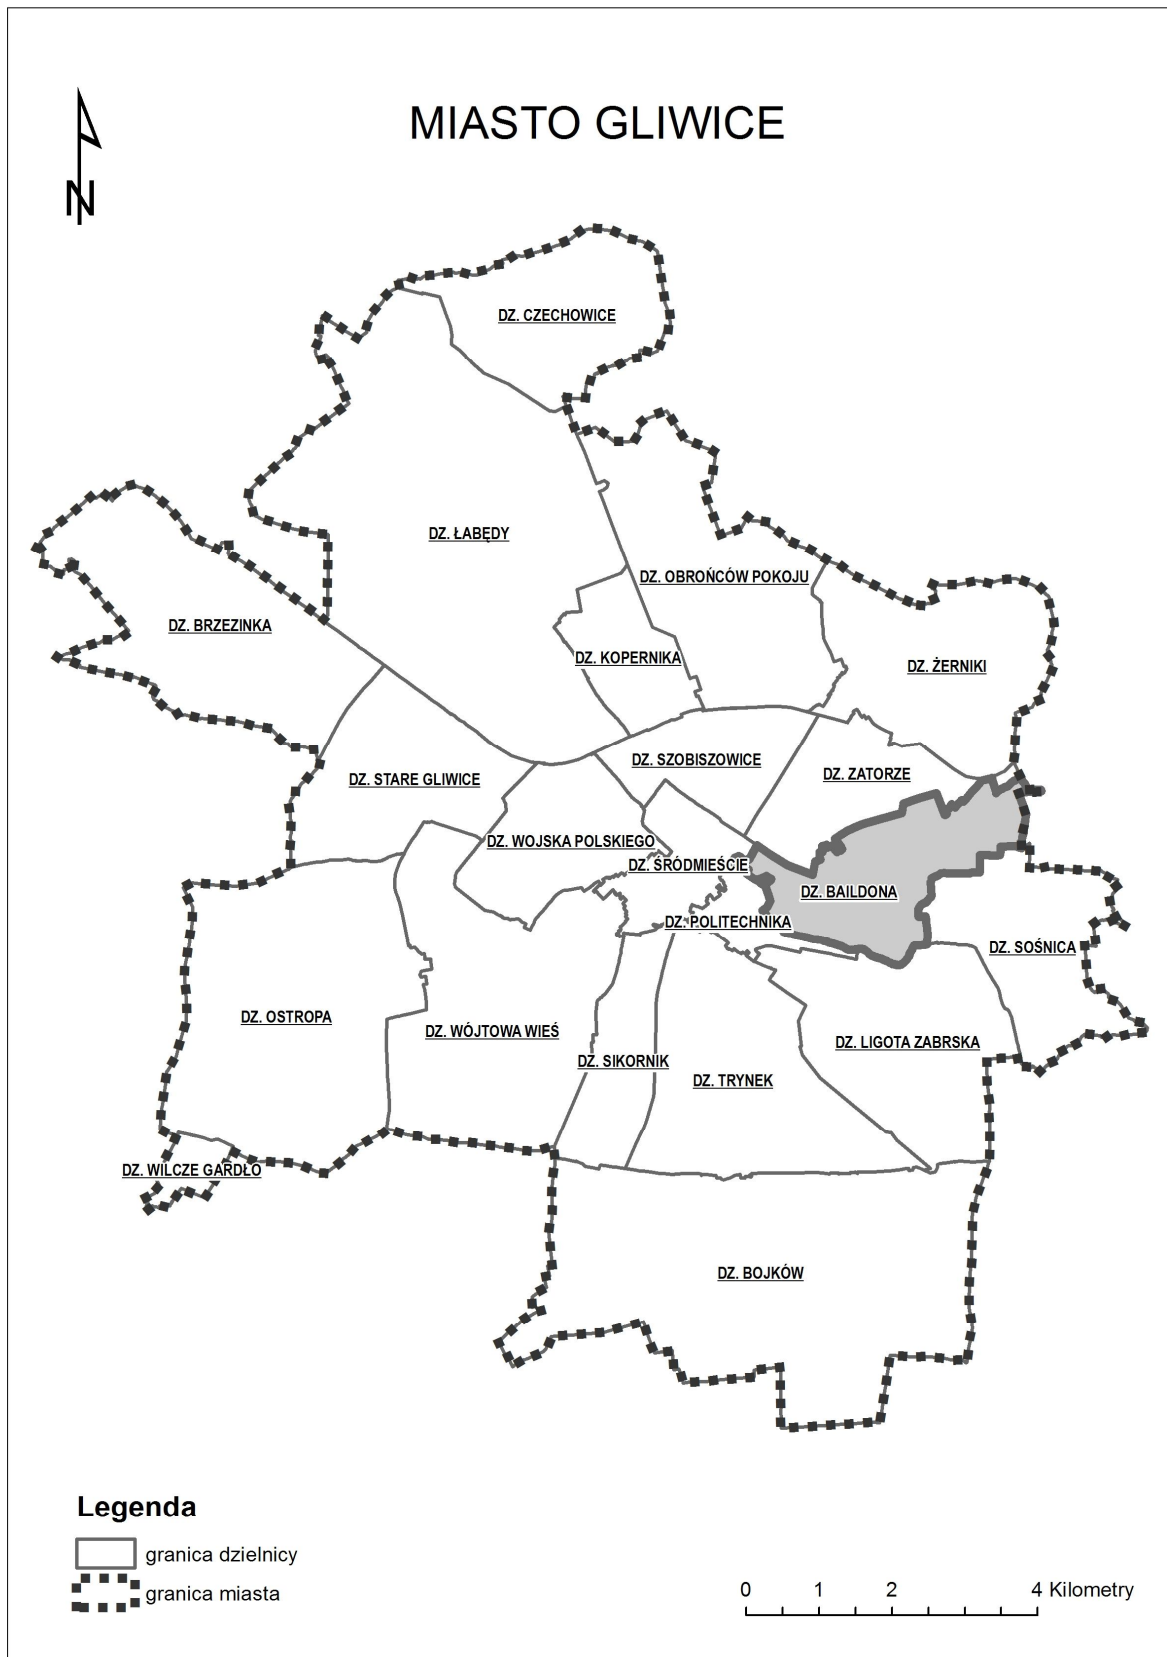 MIASTO GLIWICE
N
DZ. CZECHOWICE
DZ. ŁABĘDY
DZ. OBROŃCÓW POKOJU
DZ. BRZEZINKA
DZ. KOPERNIKA
DZ. ŻERNIKI
DZ. STARE GLIWICE
DZ. SZOBISZOWICE
DZ. ZATORZE
DZ. WOJSKA POLSKIEGO
DZ. ŚRÓDMIEŚCIE
DZ. BAILDONA
DZ. POLITECHNIKA
DZ. SOŚNICA
DZ. OSTROPA
DZ. WÓJTOWA WIEŚ
DZ. LIGOTA ZABRSKA
DZ. SIKORNIK
DZ. TRYNEK
DZ. WILCZE GARDŁO
DZ. BOJKÓW
Legenda
granica dzielnicy
granica miasta
0 1 2 4 Kilometry